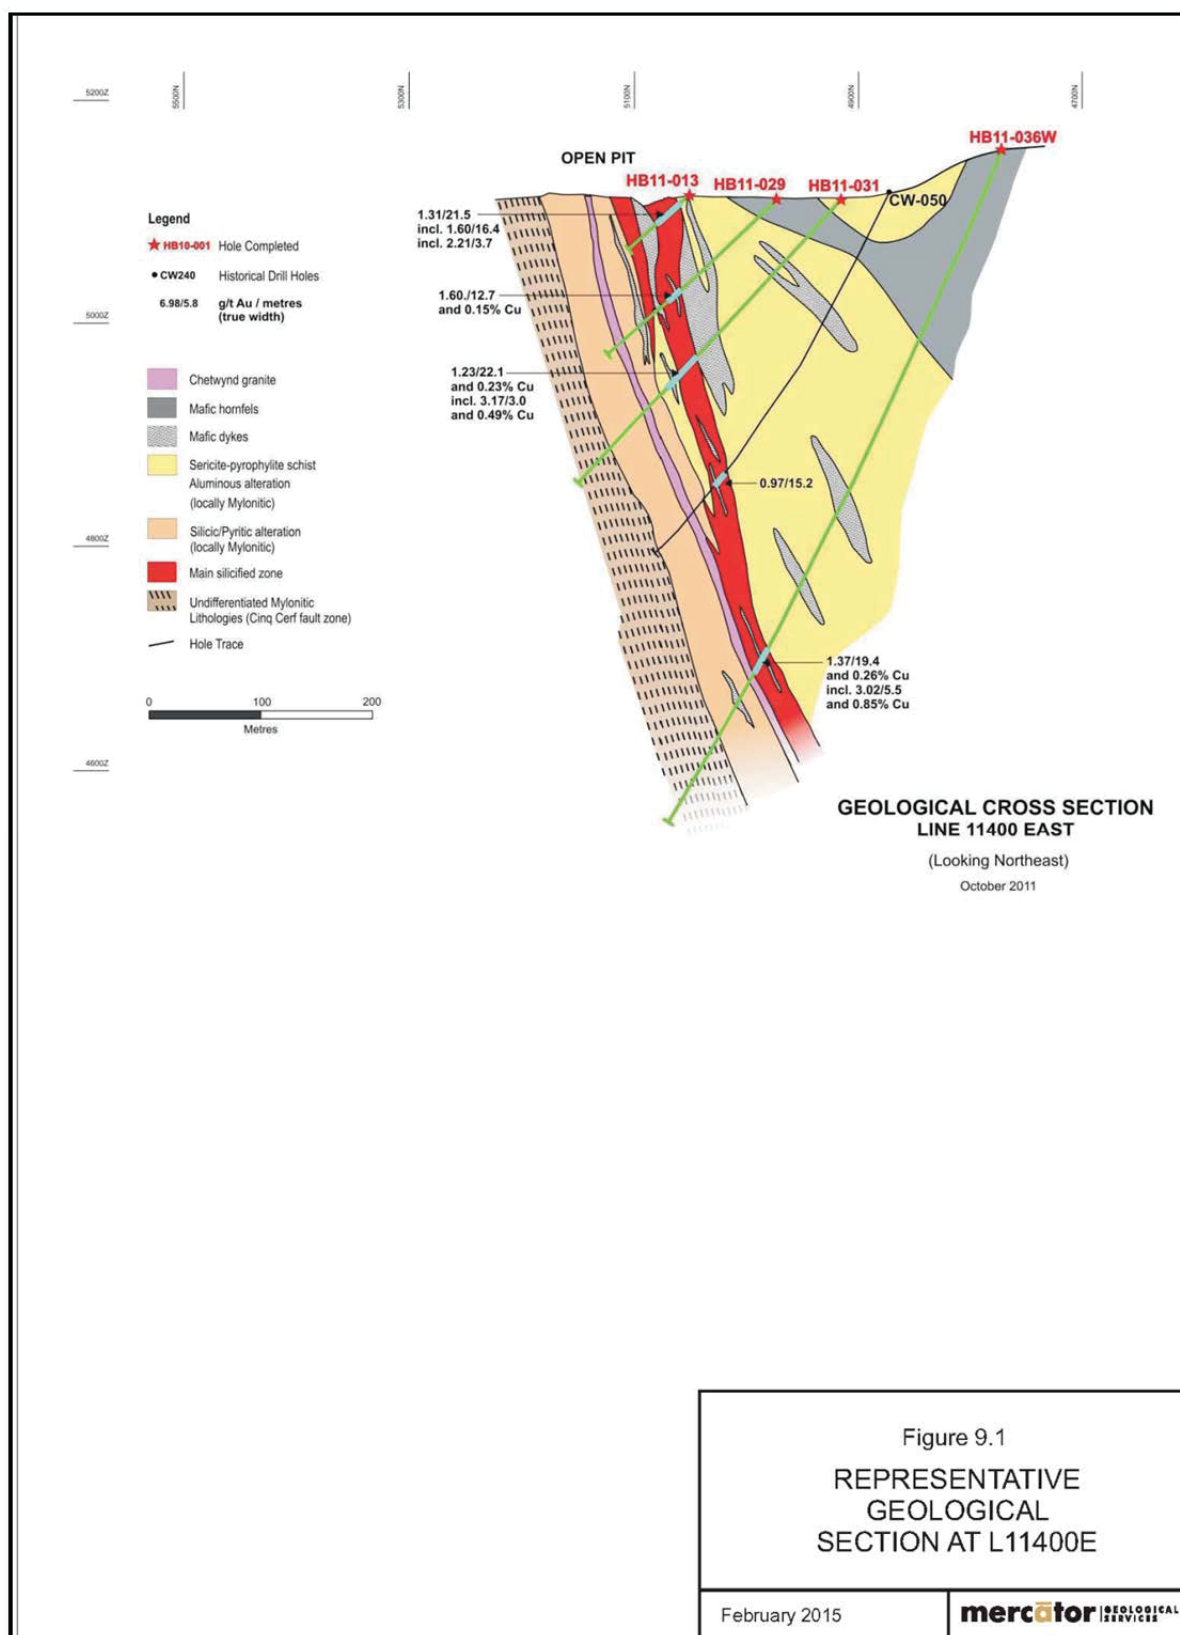 5200Z
5500N
5300N
5100N
4900N
4700N
HB11-036W
OPEN PIT
HB11-013
HB11-029
HB11-031
CW-050
Legend
HB10-001 Hole Completed
CW240 Historical Drill Holes
6.98/5.8 g/t Au / metres
(true width)
1.31/21.5
incl. 1.60/16.4
incl. 2.21/3.7
1.60./12.7
and 0.15% Cu
5000Z
1.23/22.1
and 0.23% Cu
incl. 3.17/3.0
and 0.49% Cu
Chetwynd granite
Mafic hornfels
Mafic dykes
Sericite-pyrophylite schist
Aluminous alteration
(locally Mylonitic)
0.97/15.2
Silicic/Pyritic alteration
(locally Mylonitic)
4800Z
Main silicified zone
Undifferentiated Mylonitic
Lithologies (Cinq Cerf fault zone)
Hole Trace
1.37/19.4
and 0.26% Cu
incl. 3.02/5.5
and 0.85% Cu
0 100 200
Metres
4600Z
GEOLOGICAL CROSS SECTION
LINE 11400 EAST
(Looking Northeast)
October 2011
Figure 9.1
REPRESENTATIVE
GEOLOGICAL
SECTION AT L11400E
February 2015
mercātor GEOLOGICAL
SERVICES